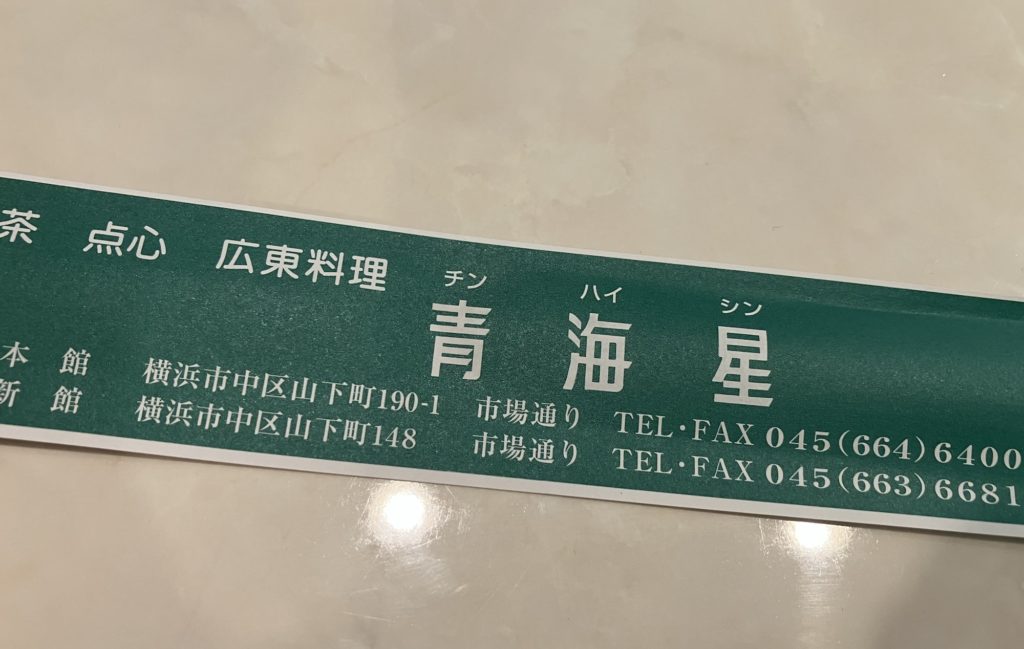 茶 点心 広東料理
チン ハイ シン
青海星
本館 横浜市中区山下町190-1 市場通り TEL・FAX 045(664)6400
新館 横浜市中区山下町148 市場通り TEL・FAX 045(663)6681